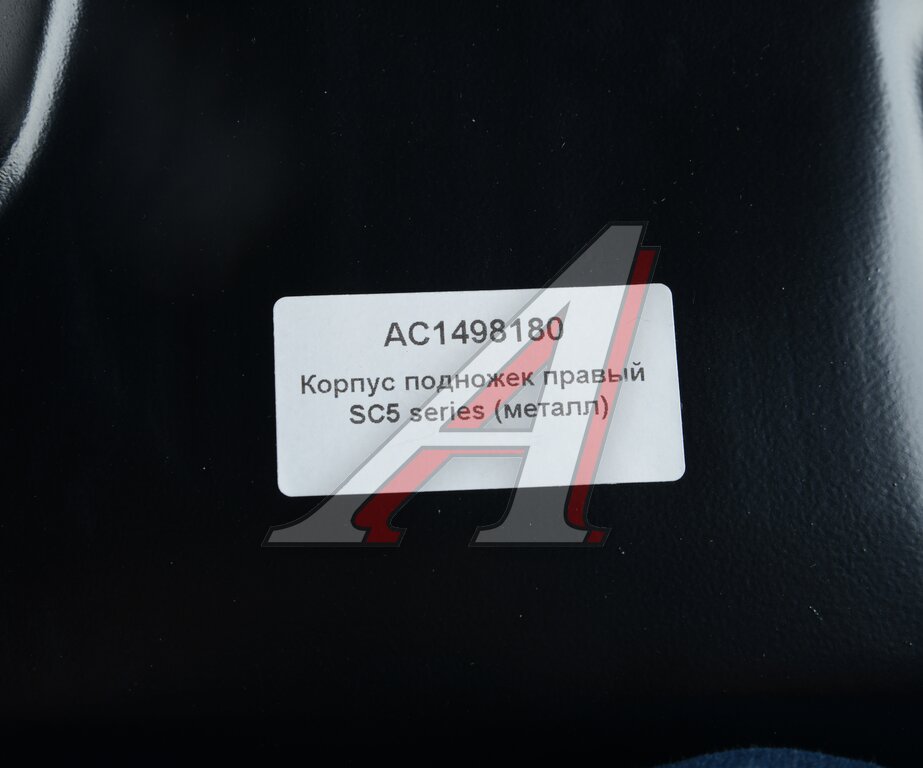 AC1498180
Корпус подножек правый
SC5 series (металл)